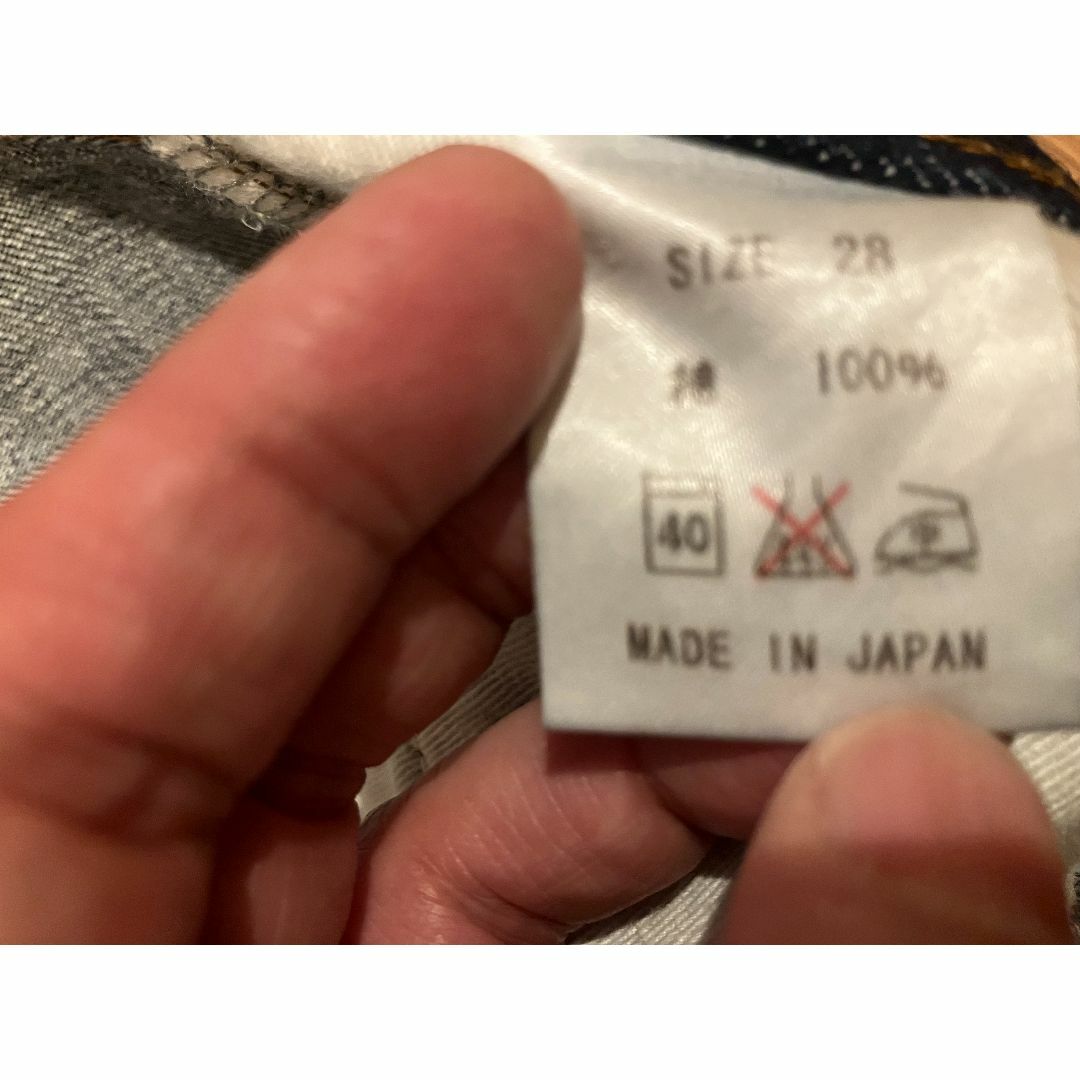 SIZE 28
綿 100%
40
MADE IN JAPAN